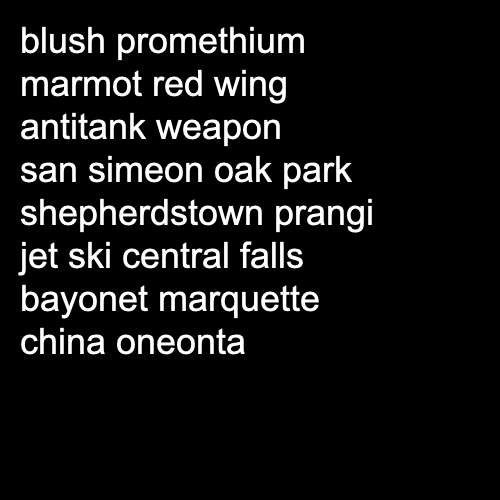 blush promethium
marmot red wing
antitank weapon
san simeon oak park
shepherdstown prangi
jet ski central falls
bayonet marquette
china oneonta